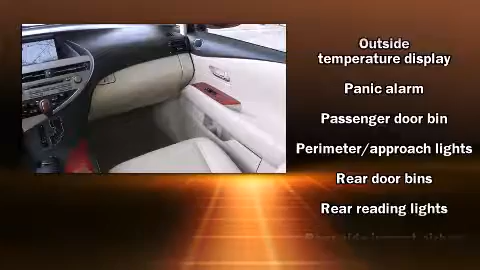 Outside
temperature display
Panic alarm
Passenger door bin
Perimeter/approach lights
Rear door bins
Rear reading lights